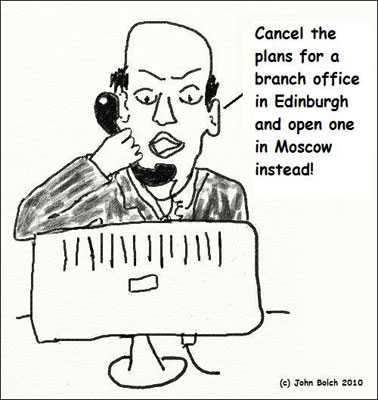 Cancel the
plans for a
branch office
in Edinburgh
and open one
in Moscow
instead!
(c) John Bolch 2010